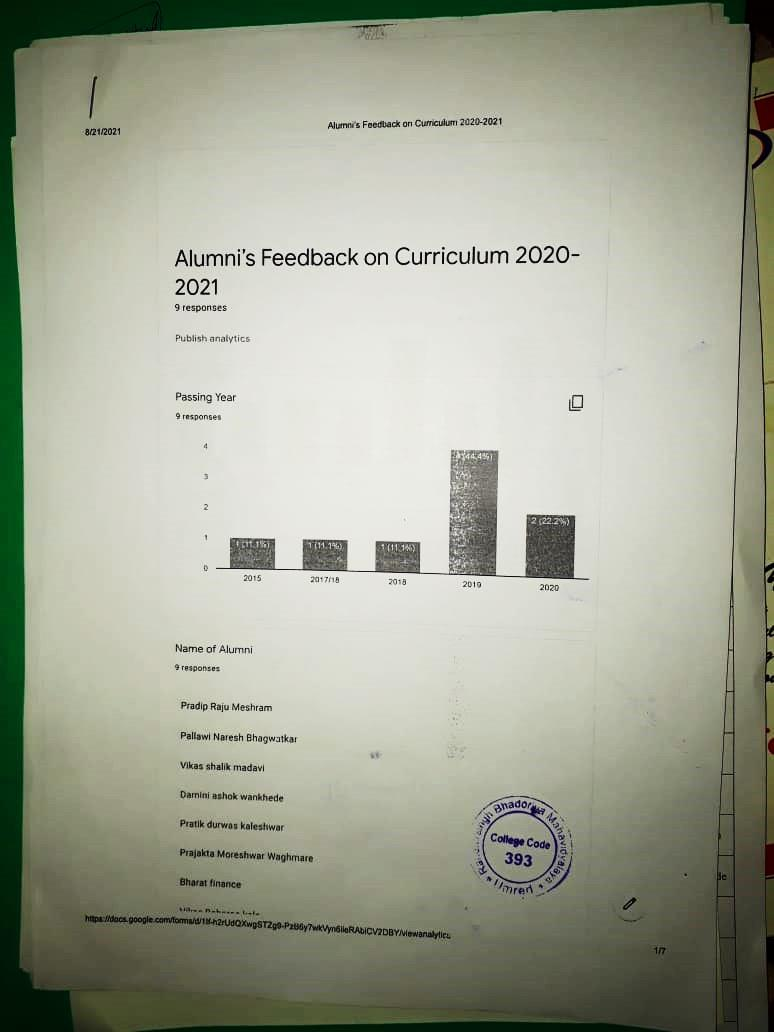 8/21/2021
Alumni's Feedback on Curriculum 2020-2021
Alumni's Feedback on Curriculum 2020-
2021
9 responses
Publish analytics
Passing Year
9 responses
4
3
2
1
0
1 (11.1%)
1 (11.1%)
1 (11.1%)
4 (44.4%)
2 (22.2%)
2015
2017/18
2018
2019
2020
Name of Alumni
9 responses
Pradip Raju Meshram
Pallawi Naresh Bhagwatkar
Vikas shalik madavi
Damini ashok wankhede
Pratik durwas kaleshwar
Prajakta Moreshwar Waghmare
Bharat finance
Bhadoriya Mahavidyalaya
College Code
393
Umred
1/7